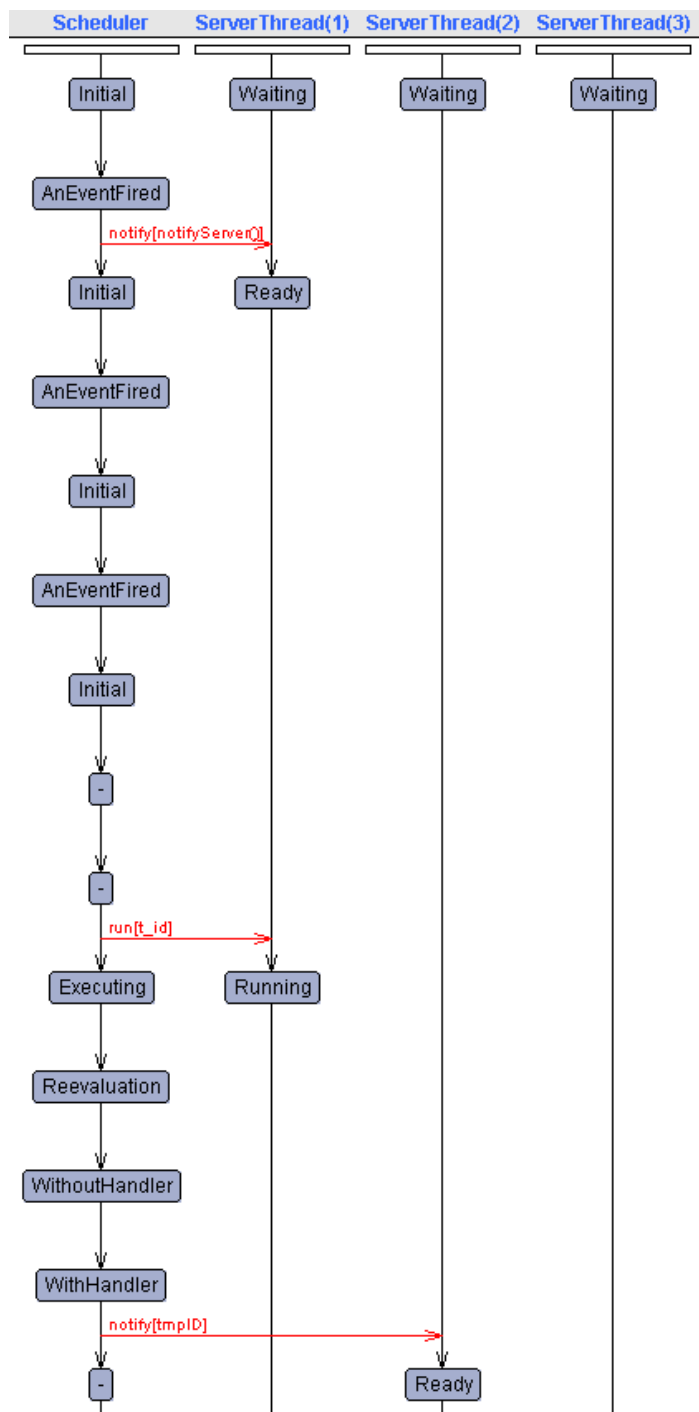 Scheduler ServerThread(1) ServerThread(2) ServerThread(3)
Initial Waiting Waiting Waiting
AnEventFired
notify[notifyServer()]
Initial Ready
AnEventFired
Initial
AnEventFired
Initial
-
-
run[t_id]
Executing Running
Reevaluation
WithoutHandler
WithHandler
notify[tmpID]
- Ready